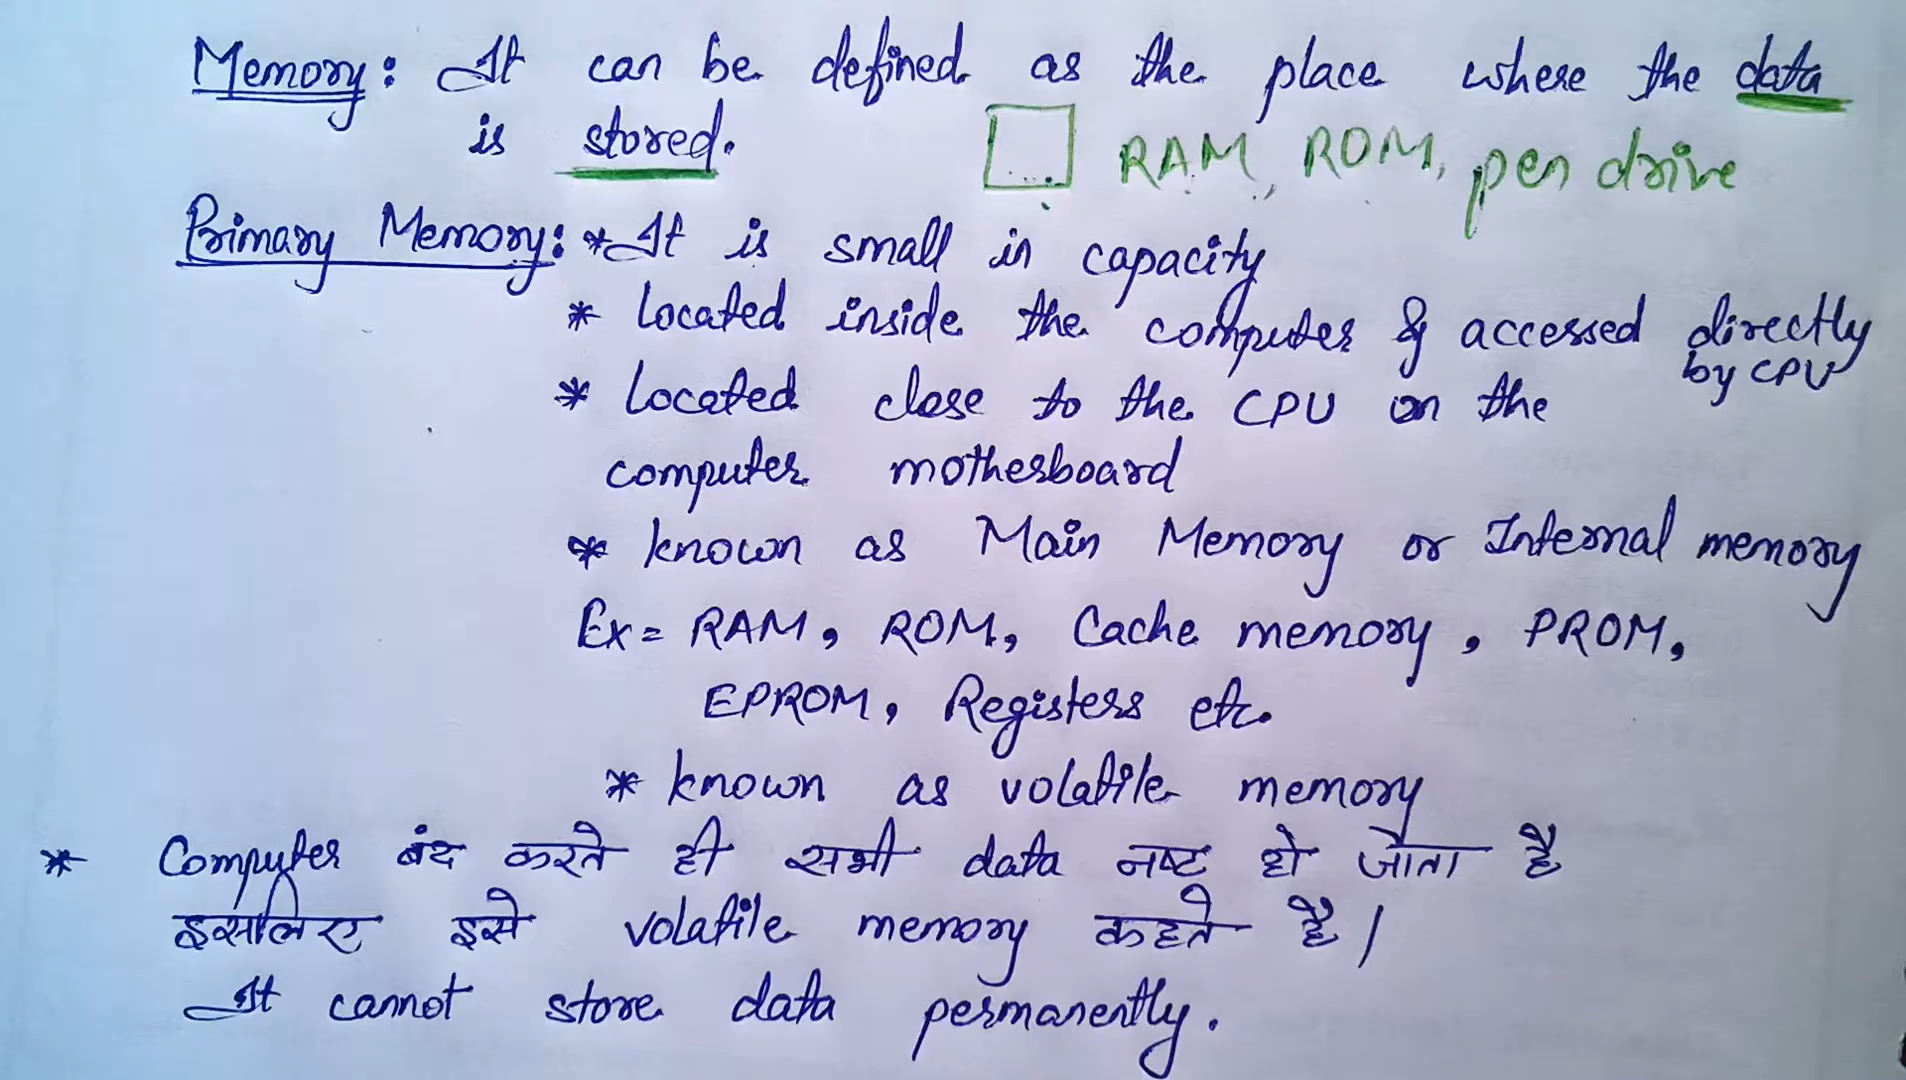 Memory: It can be defined as the place where the data
is stored. RAM, ROM, pen drive
Primary Memory: * It is small in capacity
* Located inside the computer & accessed directly
by CPU
* Located close to the CPU on the
computer motherboard
* known as Main Memory or Internal memory
Ex = RAM, ROM, Cache memory, PROM,
EPROM, Registers etc.
* known as volatile memory
* Computer बंद करते ही सभी data नष्ट हो जाता है
इसलिए इसे volatile memory कहते है।
It cannot store data permanently.